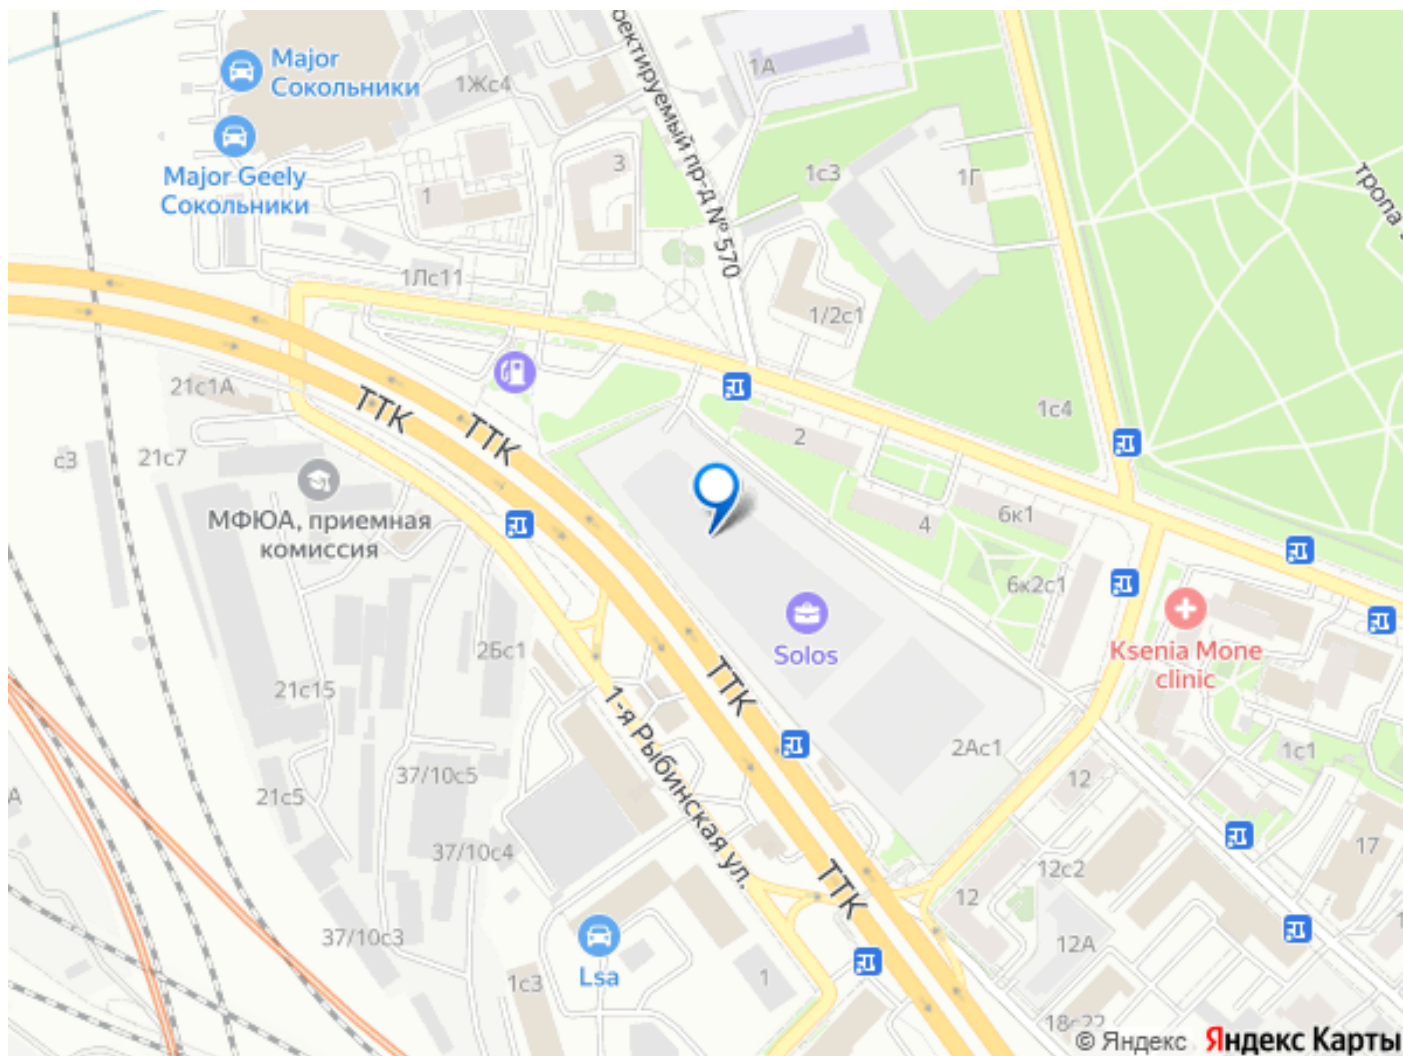 Major
Сокольники
Major Geely
Сокольники
1Жс4
1А
3
1
1с3
1Г
тропа
1Лс11
Проектируемый пр-д № 570
1/2с1
21с1А
ТТК
ТТК
2
1с4
с3
21с7
МФЮА, приемная
комиссия
4
6к1
6к2с1
Solos
Ksenia Mone
clinic
2Бс1
21с15
ТТК
1-я Рыбинская ул.
2Ас1
1с1
12
37/10с5
21с5
А
37/10с4
17
12с2
ТТК
12
37/10с3
12А
Lsa
1с3
1
18с22
© Яндекс Яндекс Карты